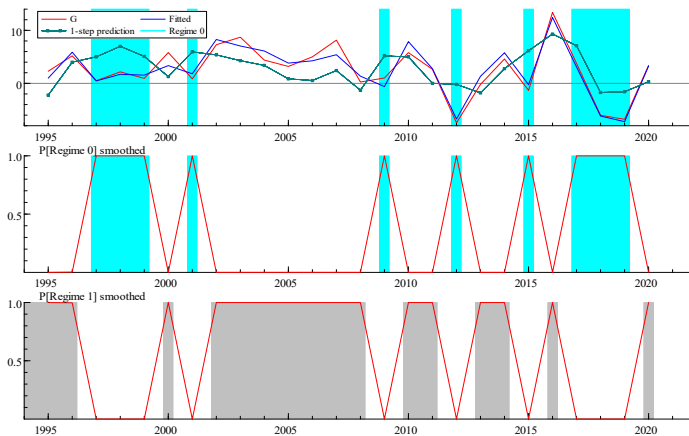 G Fitted
1-step prediction Regime 0
10
0
1995 2000 2005 2010 2015 2020
P[Regime 0] smoothed
1.0
0.5
1995 2000 2005 2010 2015 2020
P[Regime 1] smoothed
1.0
0.5
1995 2000 2005 2010 2015 2020